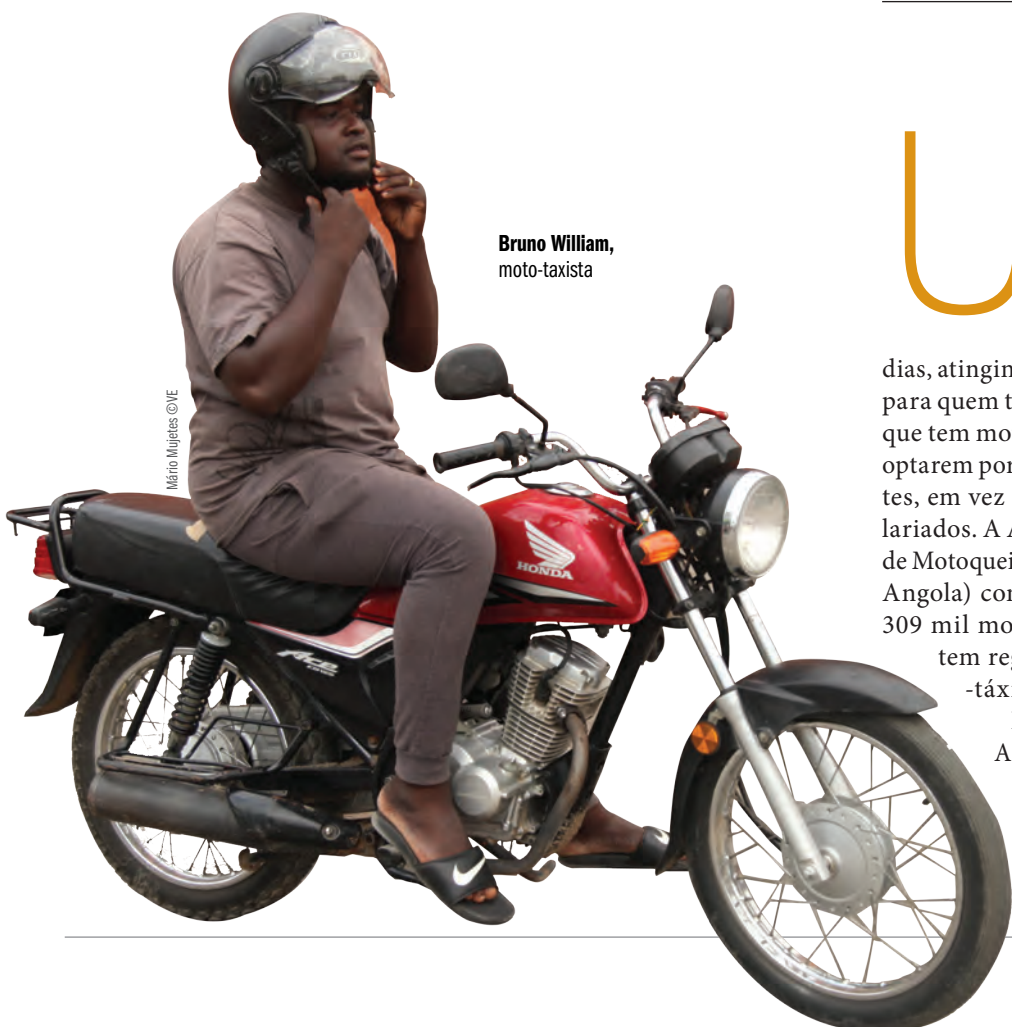 Bruno William,
moto-taxista
Mário Mujetes ©VE
HONDA
Ace
U
dias, atingin
para quem t
que tem mo
optarem por
tes, em vez
lariados. A A
de Motoquei
Angola) con
309 mil mo
tem reg
-táxi
A